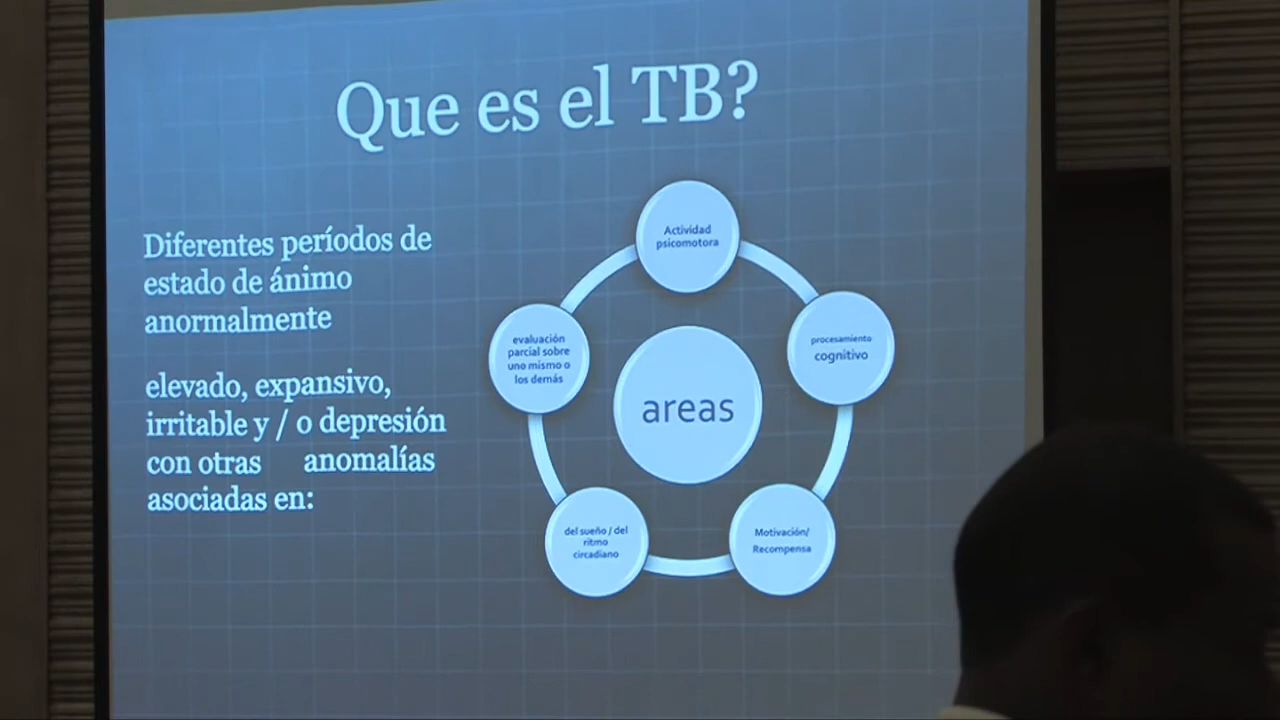 Que es el TB?
Diferentes períodos de
estado de ánimo
anormalmente
elevado, expansivo,
irritable y / o depresión
con otras anomalías
asociadas en:
Actividad
psicomotora
procesamiento
cognitivo
Motivación/
Recompensa
del sueño / del
ritmo
circadiano
evaluación
parcial sobre
uno mismo o
los demás
areas